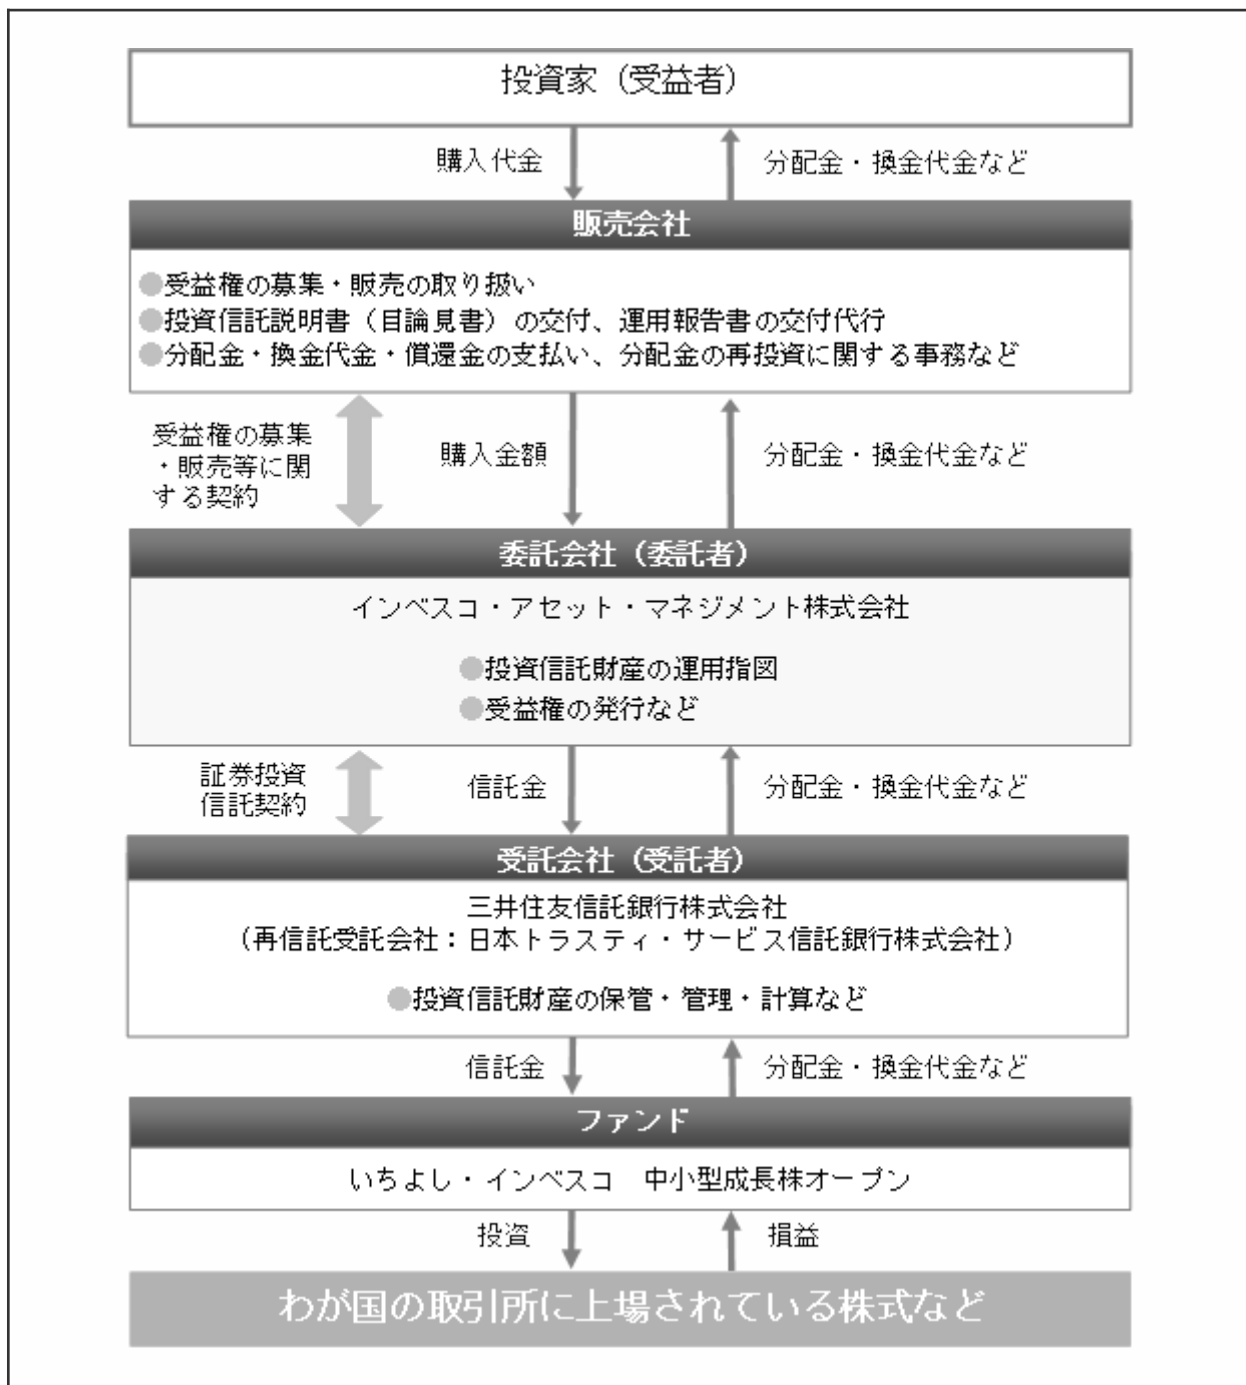 投資家（受益者）
購入代金
分配金・換金代金など
販売会社
●受益権の募集・販売の取り扱い
●投資信託説明書（目論見書）の交付、運用報告書の交付代行
●分配金・換金代金・償還金の支払い、分配金の再投資に関する事務など
受益権の募集
・販売等に関
する契約
購入金額
分配金・換金代金など
委託会社（委託者）
インベスコ・アセット・マネジメント株式会社
●投資信託財産の運用指図
●受益権の発行など
証券投資
信託契約
信託金
分配金・換金代金など
受託会社（受託者）
三井住友信託銀行株式会社
（再信託受託会社：日本トラスティ・サービス信託銀行株式会社）
●投資信託財産の保管・管理・計算など
信託金
分配金・換金代金など
ファンド
いちよし・インベスコ　中小型成長株オープン
投資
損益
わが国の取引所に上場されている株式など